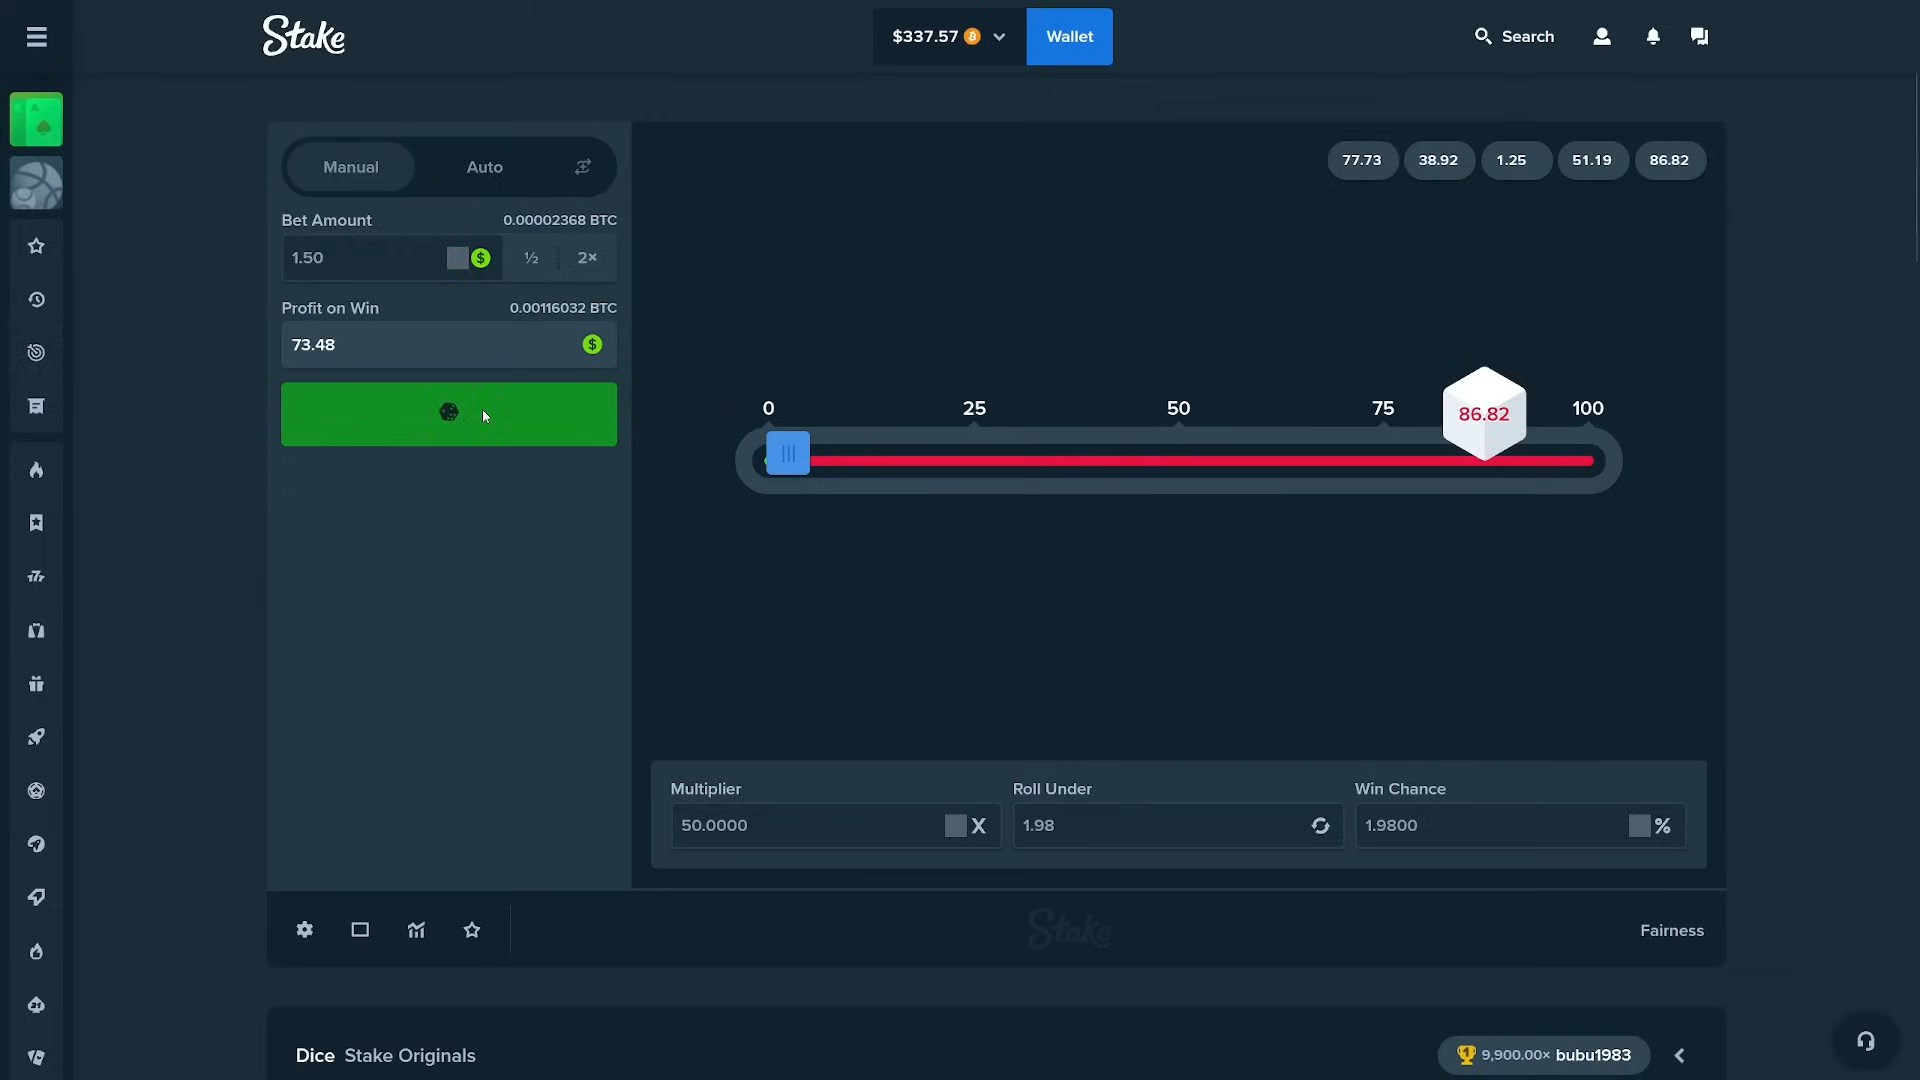 Stake
$337.57
Wallet
Search
Manual
Auto
77.73
38.92
1.25
51.19
86.82
Bet Amount
0.00002368 BTC
1.50
$
½
2×
Profit on Win
0.00116032 BTC
73.48
$
0
25
50
75
100
86.82
Multiplier
Roll Under
Win Chance
50.0000
X
1.98
1.9800
%
Stake
Fairness
Dice Stake Originals
1
9,900.00× bubu1983